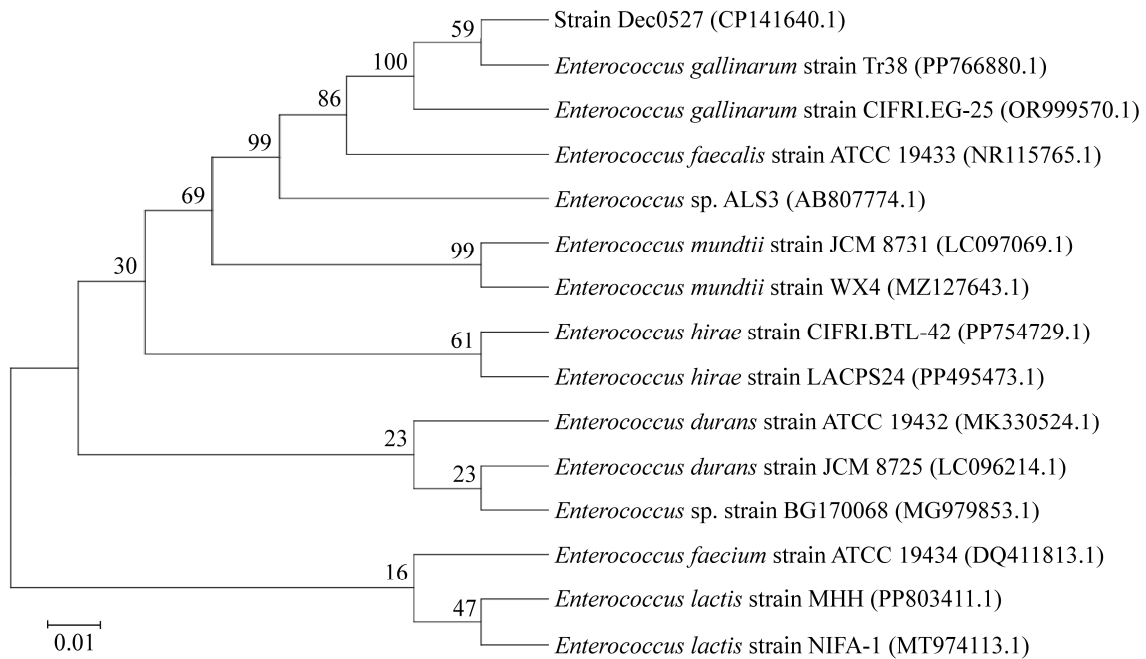 Strain Dec0527 (CP141640.1)
59
Enterococcus gallinarum strain Tr38 (PP766880.1)
100
Enterococcus gallinarum strain CIFRI.EG-25 (OR999570.1)
86
Enterococcus faecalis strain ATCC 19433 (NR115765.1)
99
Enterococcus sp. ALS3 (AB807774.1)
69
Enterococcus mundtii strain JCM 8731 (LC097069.1)
99
30
Enterococcus mundtii strain WX4 (MZ127643.1)
Enterococcus hirae strain CIFRI.BTL-42 (PP754729.1)
61
Enterococcus hirae strain LACPS24 (PP495473.1)
Enterococcus durans strain ATCC 19432 (MK330524.1)
23
Enterococcus durans strain JCM 8725 (LC096214.1)
23
Enterococcus sp. strain BG170068 (MG979853.1)
Enterococcus faecium strain ATCC 19434 (DQ411813.1)
16
Enterococcus lactis strain MHH (PP803411.1)
47
Enterococcus lactis strain NIFA-1 (MT974113.1)
0.01